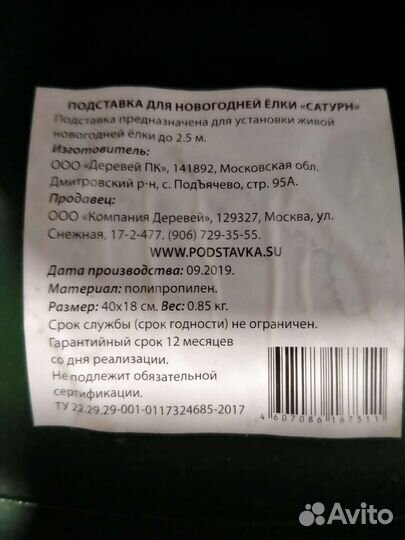 ПОДСТАВКА ДЛЯ НОВОГОДНЕЙ ЁЛКИ «САТУРН»
Подставка предназначена для установки живой
новогодней ёлки до 2.5 м.
Изготовитель:
ООО «Деревей ПК», 141892, Московская обл.
Дмитровский р-н, с. ПодЪячево, стр. 95А.
Продавец:
ООО «Компания Деревей», 129327, Москва, ул.
Снежная, 17-2-477. (906) 729-35-55.
WWW.PODSTAVKA.SU
Дата производства: 09.2019.
Материал: полипропилен.
Размер: 40х18 см. Вес: 0.85 кг.
Срок службы (срок годности) не ограничен.
Гарантийный срок 12 месяцев
со дня реализации.
Не подлежит обязательной
сертификации.
ТУ 22.29.29-001-0117324685-2017
4 607086 167311
Avito